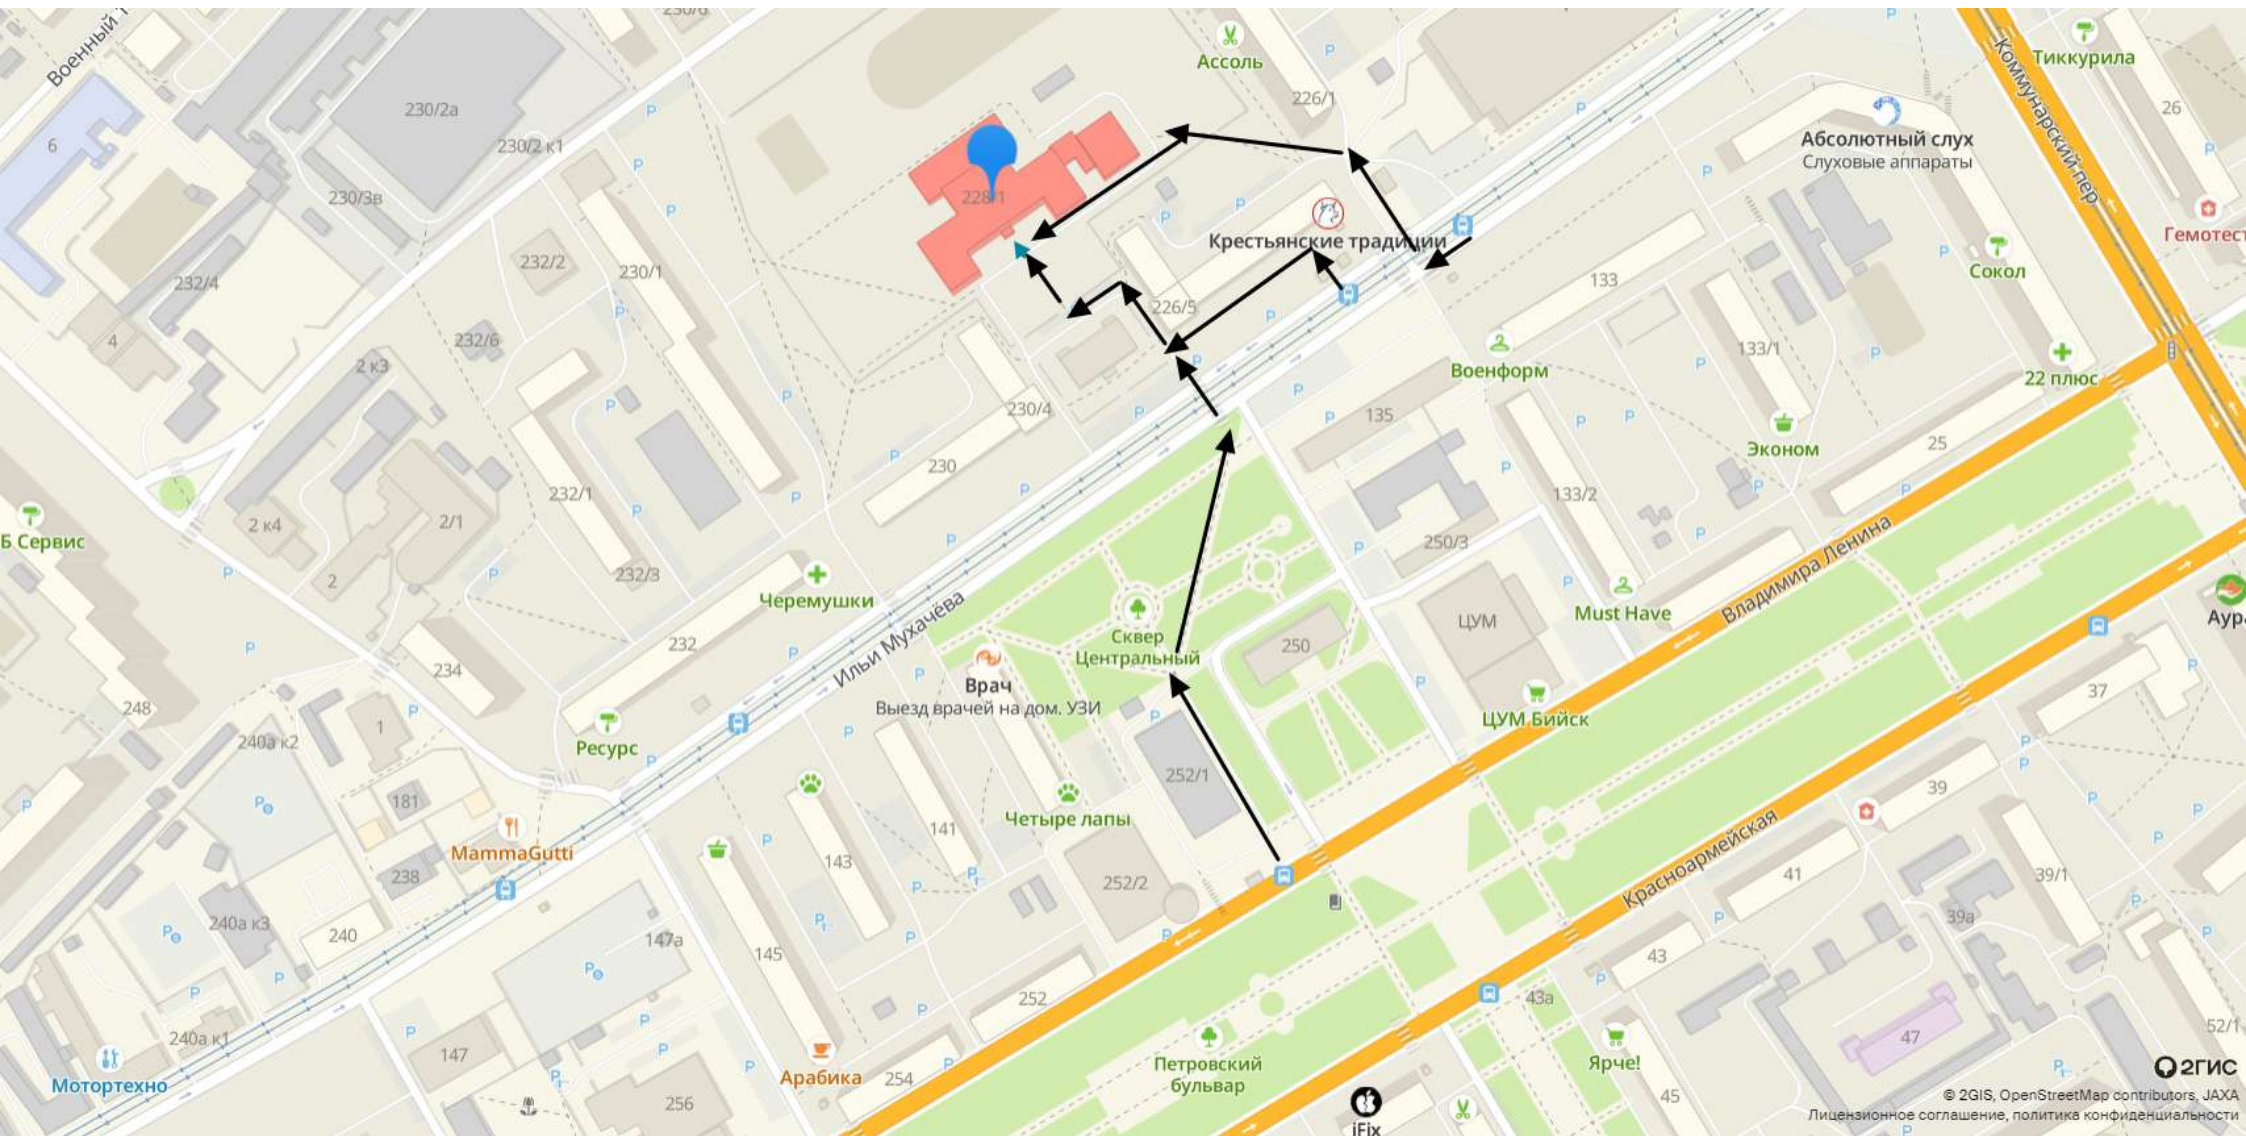 230/6
Военный
Ассоль
Тиккурила
Коммунарский пер
226/1
26
230/2а
Абсолютный слух
Слуховые аппараты
6
230/2 к1
230/3в
228/1
Крестьянские традиции
Гемотест
232/2
230/1
232/4
Сокол
133
226/5
4
232/6
133/1
2 к3
Военформ
22 плюс
230/4
135
Эконом
25
230
133/2
232/1
2 к4
2/1
Б Сервис
250/3
232/3
2
Черемушки
Владимира Ленина
ЦУМ
Must Have
Аура
Ильи Мухачёва
Сквер
Центральный
250
232
234
Врач
Выезд врачей на дом. УЗИ
37
248
1
ЦУМ Бийск
240а к2
Ресурс
252/1
39
181
Четыре лапы
141
MammaGutti
143
Красноармейская
238
252/2
41
39/1
240а к3
240
147а
39а
145
43
252
43а
240а к1
47
52/1
147
Мотортехно
Арабика
254
Петровский
бульвар
Ярче!
2ГИС
256
45
© 2GIS, OpenStreetMap contributors, JAXA
Лицензионное соглашение, политика конфиденциальности
iFix